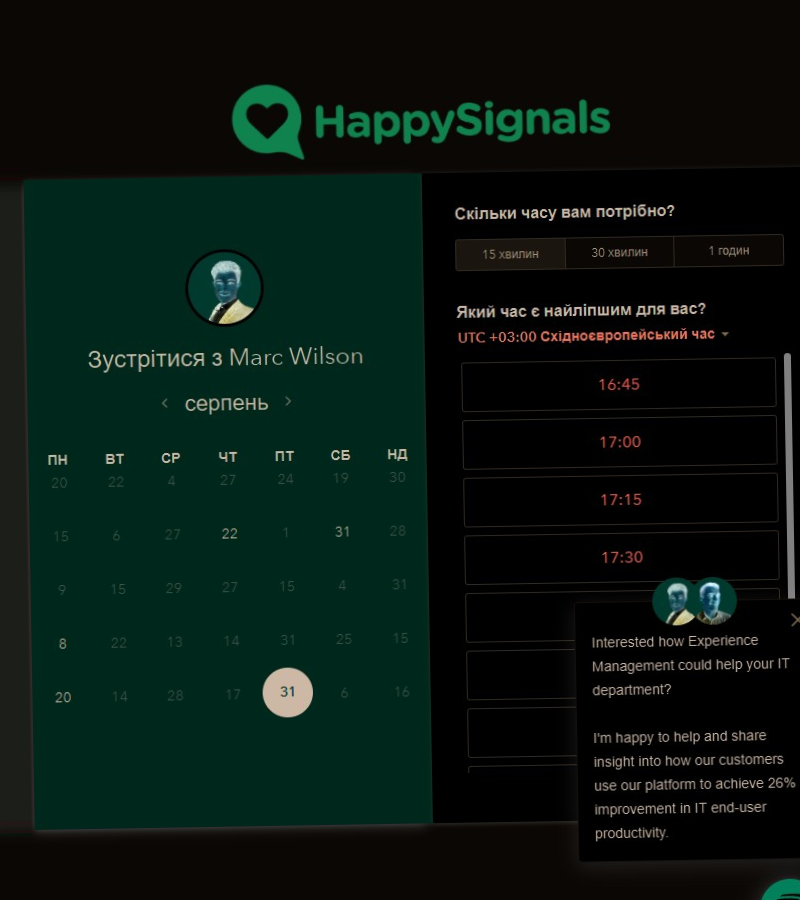 HappySignals
Зустрітися з Marc Wilson
серпень
ПН ВТ СР ЧТ ПТ СБ НД
20 22 4 27 24 19 30
15 6 27 22 1 31 28
9 15 29 27 15 4 31
8 22 13 14 31 25 15
20 14 28 17 31 6 16
Скільки часу вам потрібно?
15 хвилин 30 хвилин 1 годин
Який час є найліпшим для вас?
UTC +03:00 Східноєвропейський час
16:45
17:00
17:15
17:30
Interested how Experience
Management could help your IT
department?
I'm happy to help and share
insight into how our customers
use our platform to achieve 26%
improvement in IT end-user
productivity.